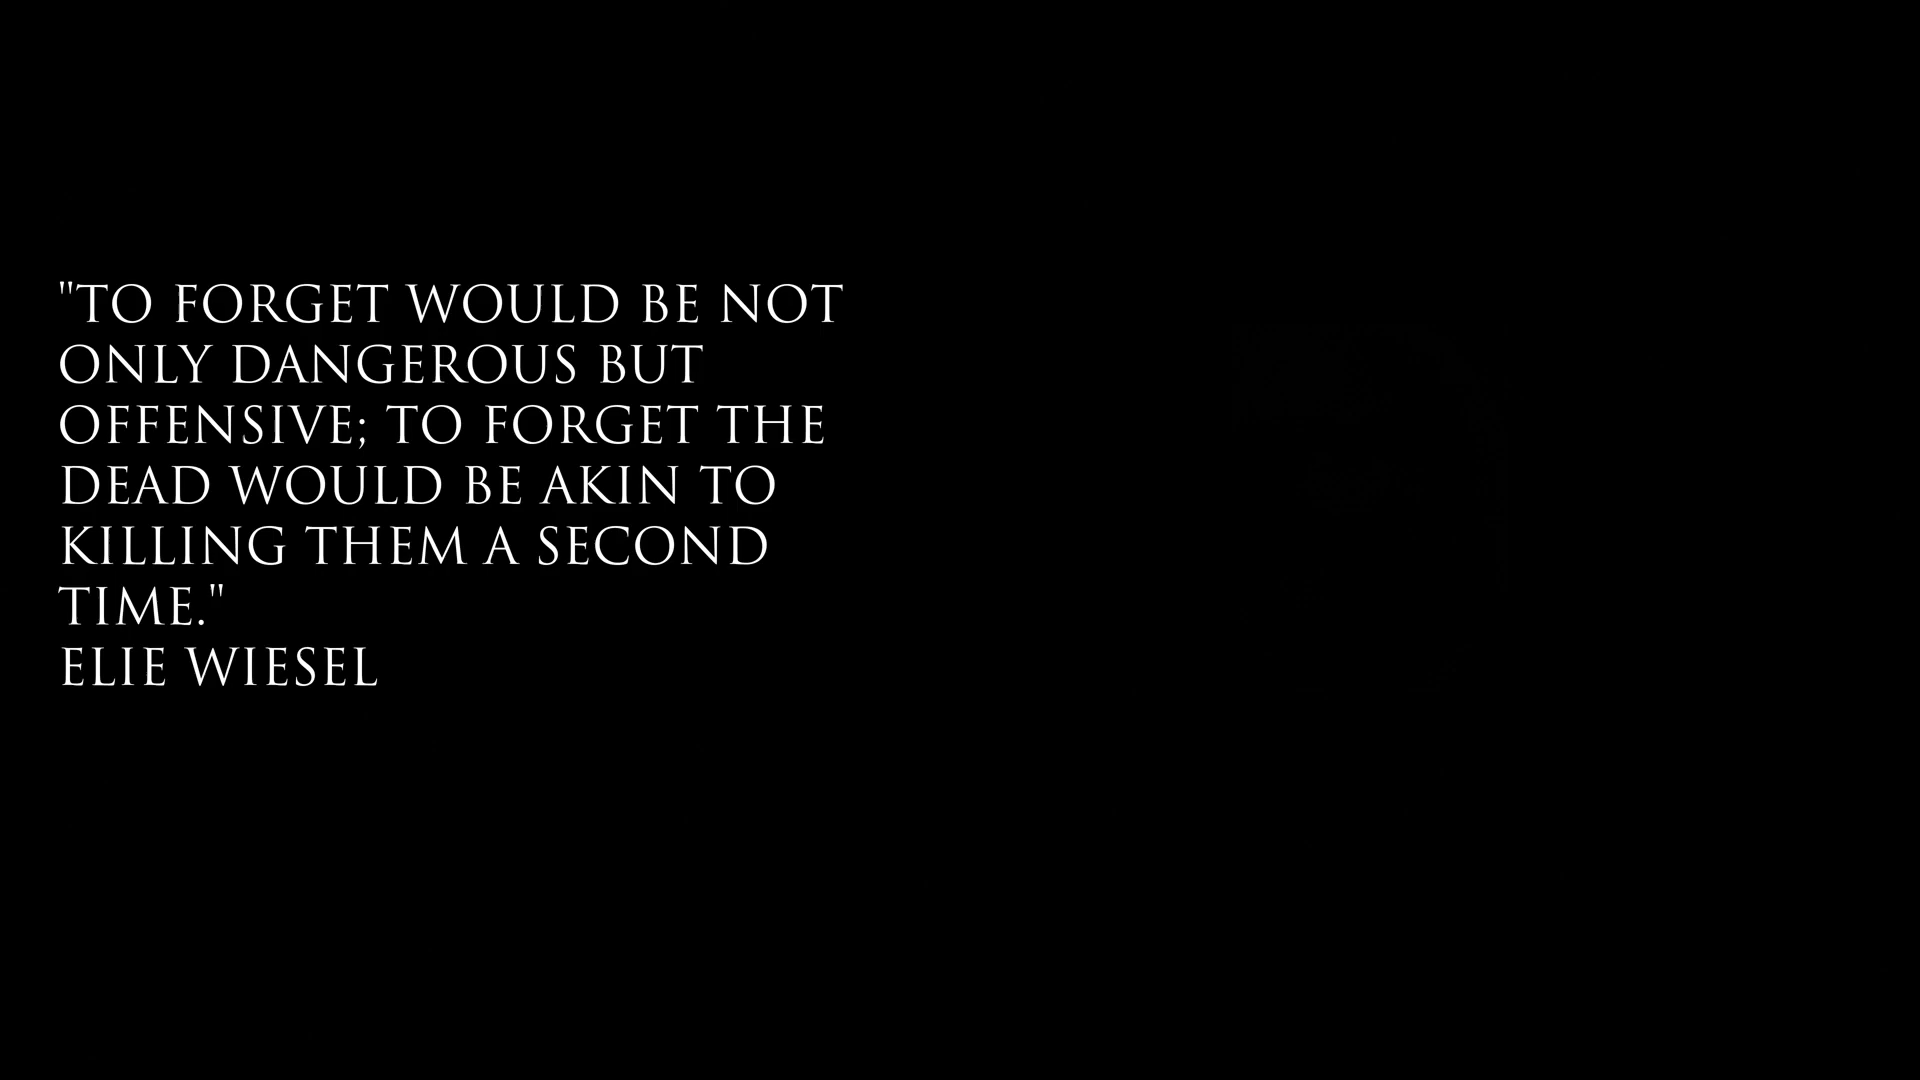 "TO FORGET WOULD BE NOT
ONLY DANGEROUS BUT
OFFENSIVE; TO FORGET THE
DEAD WOULD BE AKIN TO
KILLING THEM A SECOND
TIME."
ELIE WIESEL